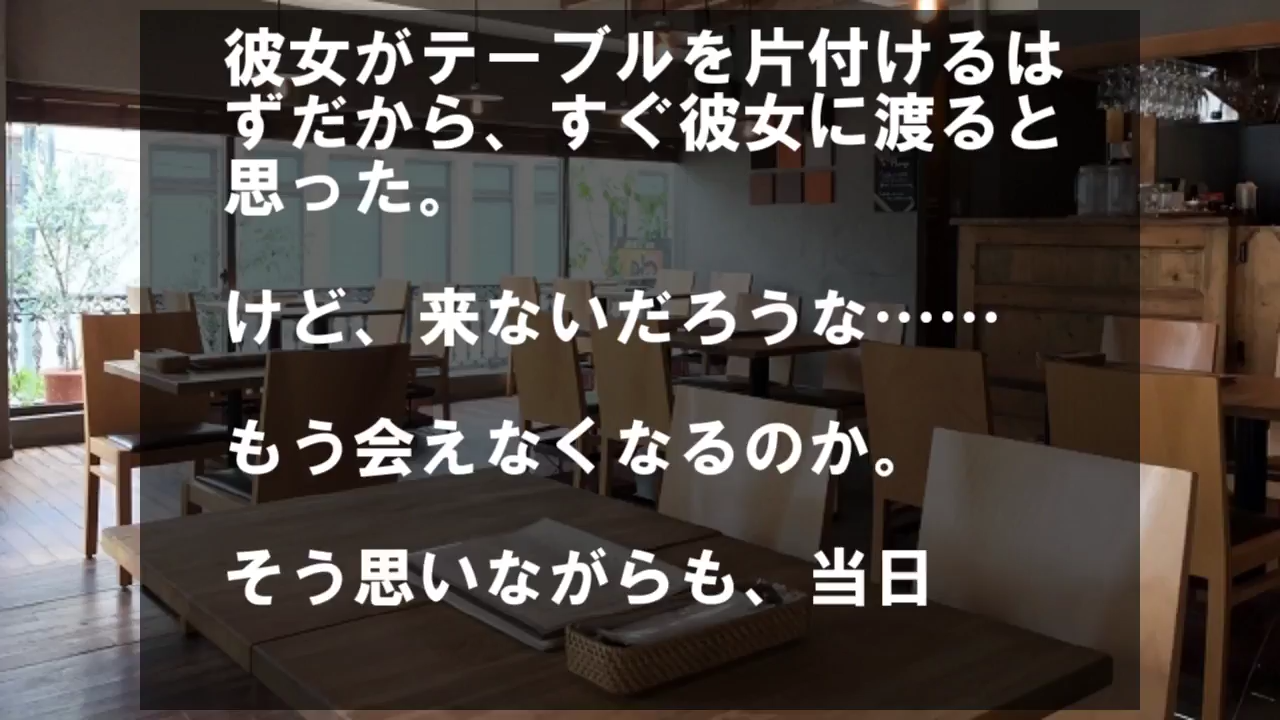 彼女がテーブルを片付けるは
ずだから、すぐ彼女に渡ると
思った。
けど、来ないだろうな……
もう会えなくなるのか。
そう思いながらも、当日